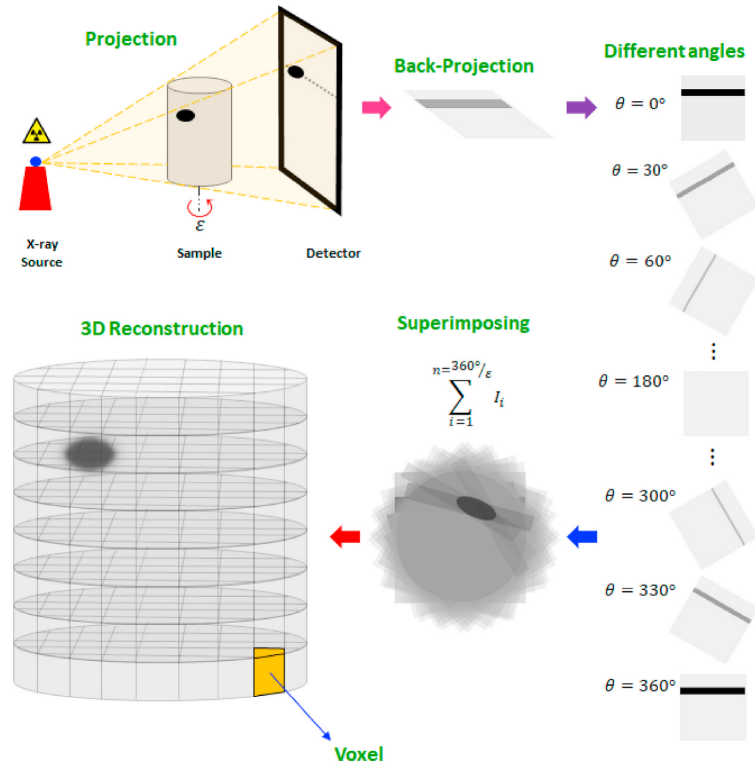 Projection
Back-Projection
Different angles
ε
X-ray
Source
Sample
Detector
θ = 0°
θ = 30°
θ = 60°
⋮
θ = 180°
⋮
θ = 300°
θ = 330°
θ = 360°
Superimposing
n=360°/ε
∑ I_i
i=1
3D Reconstruction
Voxel